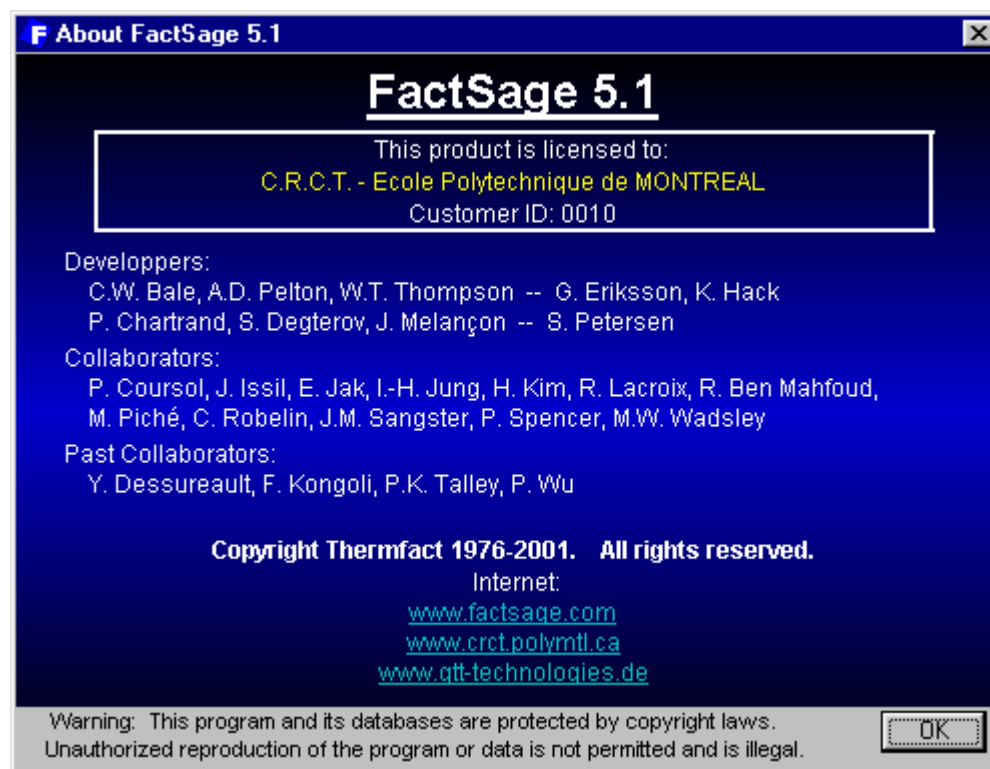 About FactSage 5.1
FactSage 5.1
This product is licensed to:
C.R.C.T. - Ecole Polytechnique de MONTREAL
Customer ID: 0010
Developpers:
C.W. Bale, A.D. Pelton, W.T. Thompson -- G. Eriksson, K. Hack
P. Chartrand, S. Degterov, J. Melançon -- S. Petersen
Collaborators:
P. Coursol, J. Issil, E. Jak, I.-H. Jung, H. Kim, R. Lacroix, R. Ben Mahfoud,
M. Piché, C. Robelin, J.M. Sangster, P. Spencer, M.W. Wadsley
Past Collaborators:
Y. Dessureault, F. Kongoli, P.K. Talley, P. Wu
Copyright Thermfact 1976-2001. All rights reserved.
Internet:
www.factsage.com
www.crct.polymtl.ca
www.gtt-technologies.de
Warning: This program and its databases are protected by copyright laws.
Unauthorized reproduction of the program or data is not permitted and is illegal.
OK